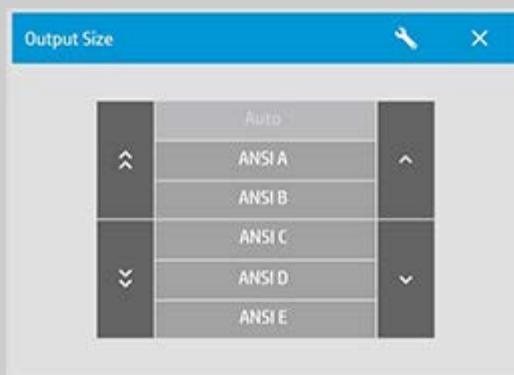 Output Size
Auto
ANSI A
ANSI B
ANSI C
ANSI D
ANSI E